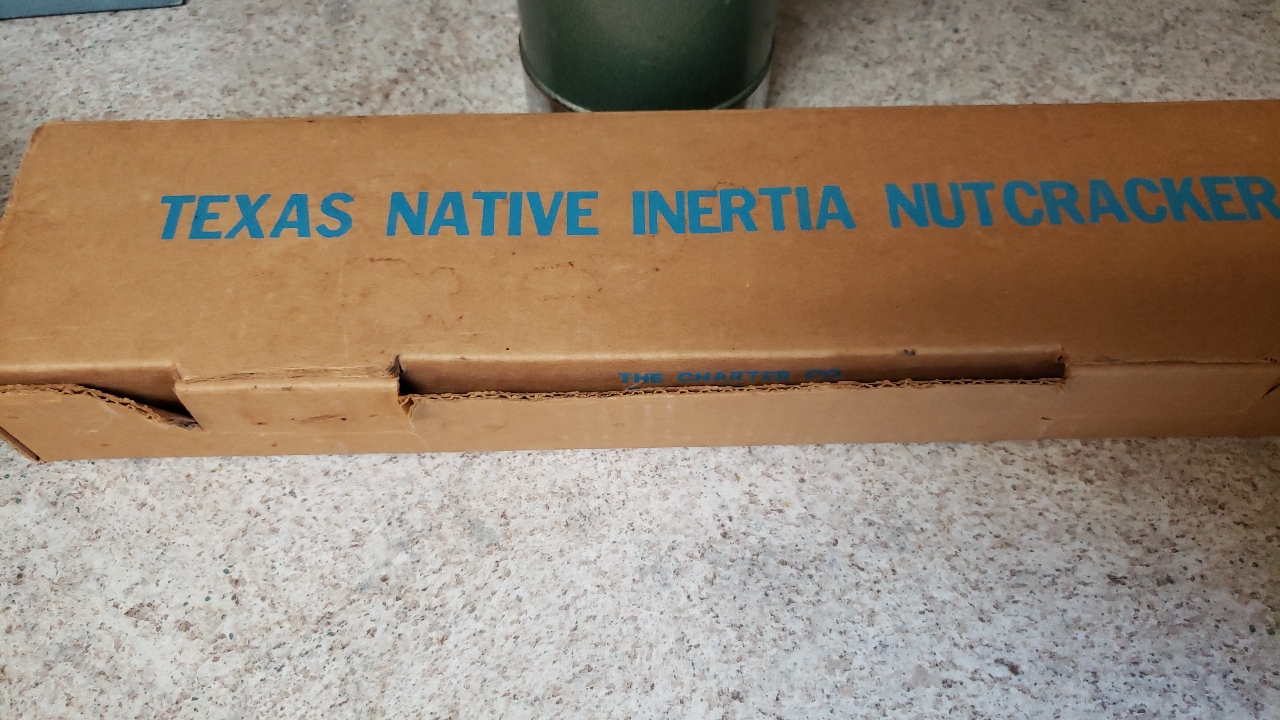 TEXAS NATIVE INERTIA NUTCRACKER
THE CHARTER CO